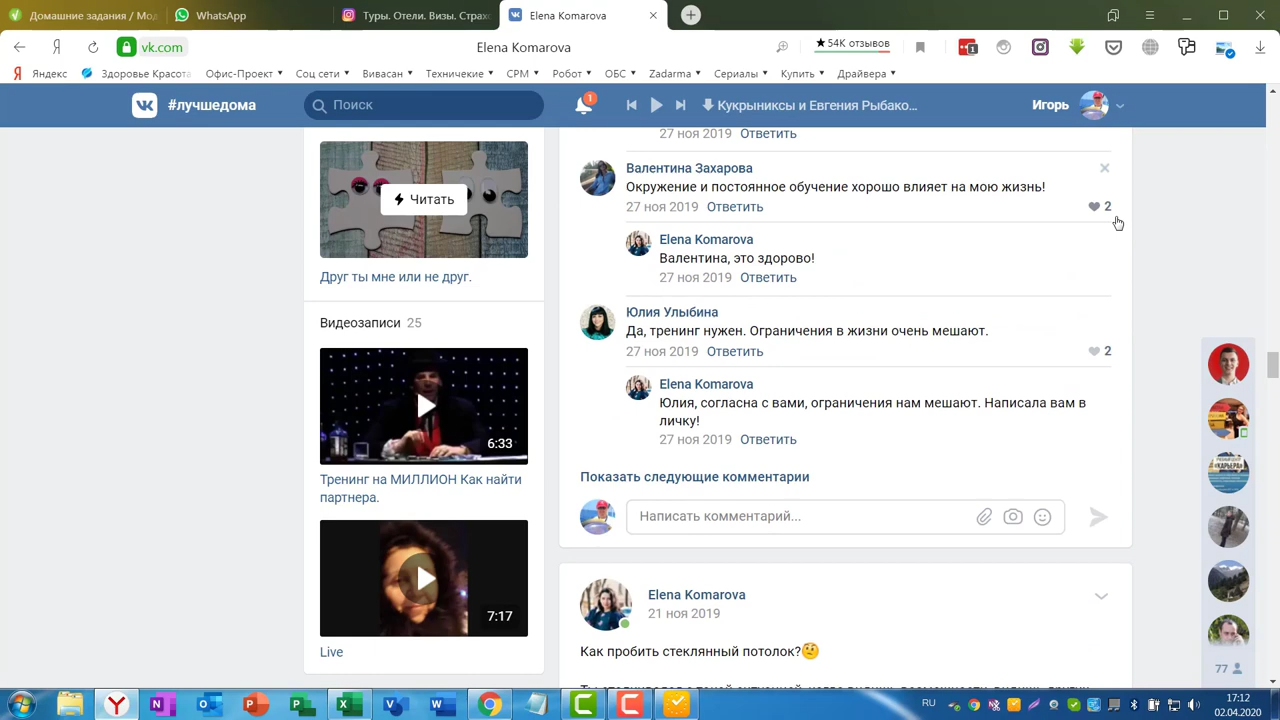 Домашние задания / Мод
WhatsApp
Туры. Отели. Визы. Страхо
Elena Komarova
vk.com
Elena Komarova
★54K отзывов
1
Яндекс
Здоровье Красота
Офис-Проект
Соц сети
Вивасан
Техничекие
СРМ
Робот
ОБС
Zadarma
Сериалы
Купить
Драйвера
#лучшедома
Поиск
1
Кукрыниксы и Евгения Рыбако...
Игорь
27 ноя 2019 Ответить
Валентина Захарова
Окружение и постоянное обучение хорошо влияет на мою жизнь!
27 ноя 2019 Ответить
2
Elena Komarova
Валентина, это здорово!
27 ноя 2019 Ответить
Юлия Улыбина
Да, тренинг нужен. Ограничения в жизни очень мешают.
27 ноя 2019 Ответить
2
Elena Komarova
Юлия, согласна с вами, ограничения нам мешают. Написала вам в
личку!
27 ноя 2019 Ответить
Показать следующие комментарии
Написать комментарий...
Elena Komarova
21 ноя 2019
Как пробить стеклянный потолок?
Читать
Друг ты мне или не друг.
Видеозаписи 25
6:33
Тренинг на МИЛЛИОН Как найти
партнера.
7:17
Live
«КАРЬЕРА»
77
RU
17:12
02.04.2020